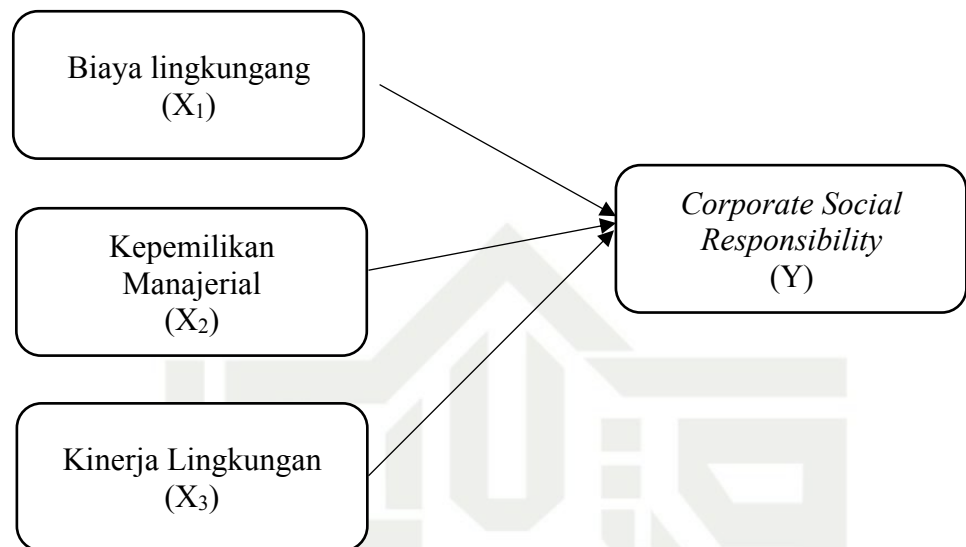 Biaya lingkungang
(X₁)
Kepemilikan
Manajerial
(X₂)
Kinerja Lingkungan
(X₃)
Corporate Social
Responsibility
(Y)